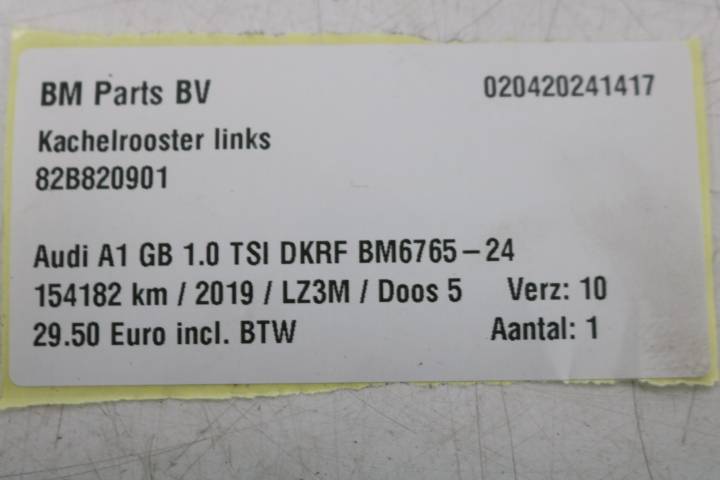 BM Parts BV 020420241417
Kachelrooster links
82B820901
Audi A1 GB 1.0 TSI DKRF BM6765-24
154182 km / 2019 / LZ3M / Doos 5 Verz: 10
29.50 Euro incl. BTW Aantal: 1